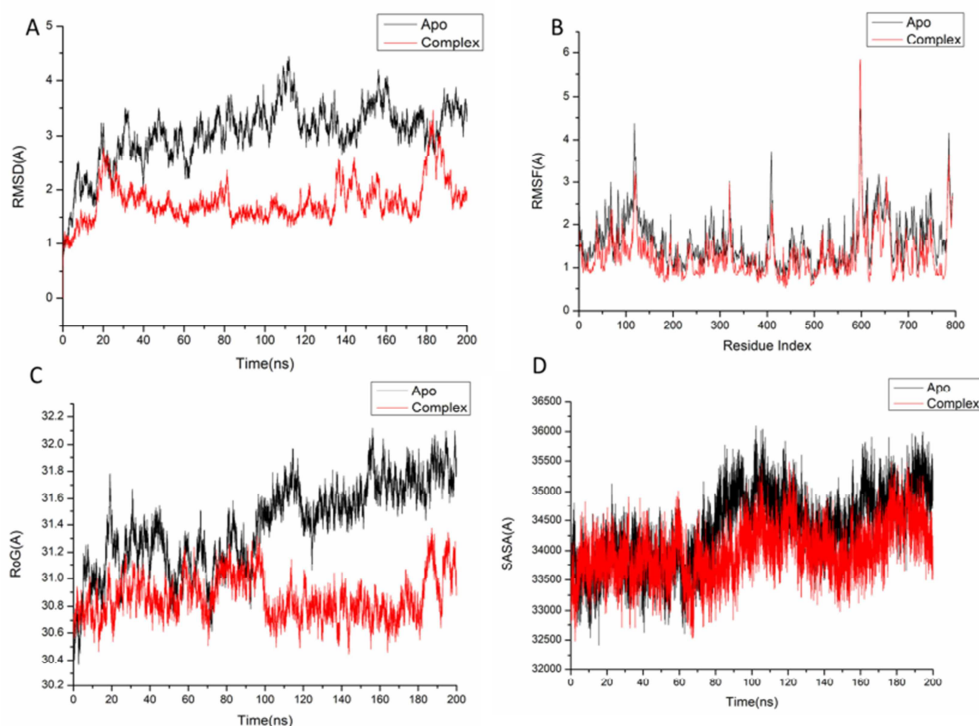 A
Apo
Complex
5
4
3
2
1
0
RMSD(A)
0 20 40 60 80 100 120 140 160 180 200
Time(ns)
B
Apo
Complex
6
5
4
3
2
1
0
RMSF(A)
0 100 200 300 400 500 600 700 800
Residue Index
C
Apo
Complex
32.2
32.0
31.8
31.6
31.4
31.2
31.0
30.8
30.6
30.4
30.2
RoG(A)
0 20 40 60 80 100 120 140 160 180 200
Time(ns)
D
Apo
Complex
36500
36000
35500
35000
34500
34000
33500
33000
32500
32000
SASA(A)
0 20 40 60 80 100 120 140 160 180 200
Time(ns)